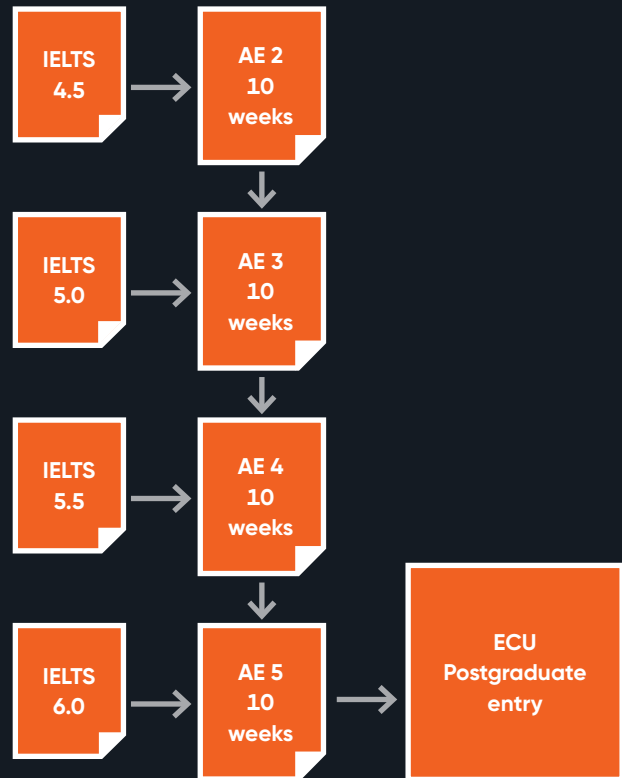 IELTS
4.5
AE 2
10
weeks
IELTS
5.0
AE 3
10
weeks
IELTS
5.5
AE 4
10
weeks
IELTS
6.0
AE 5
10
weeks
ECU
Postgraduate
entry